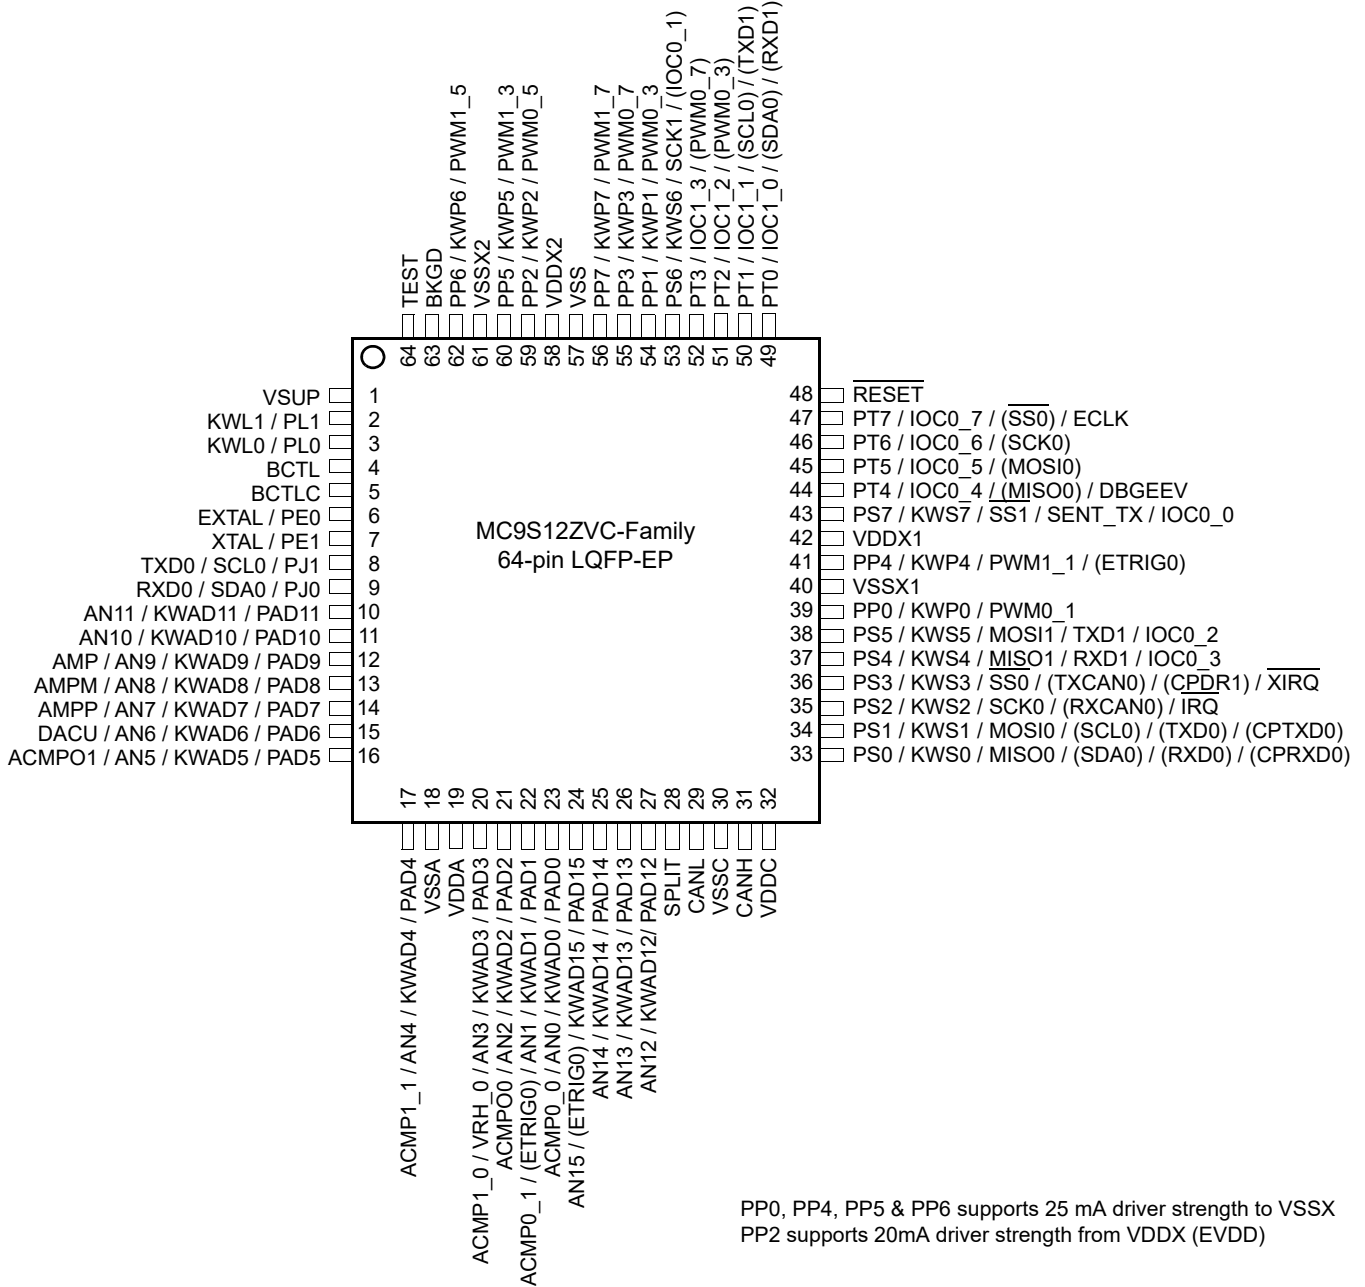 TEST
BKGD
PP6 / KWP6 / PWM1_5
VSSX2
PP5 / KWP5 / PWM1_3
PP2 / KWP2 / PWM0_5
VDDX2
VSS
PP7 / KWP7 / PWM1_7
PP3 / KWP3 / PWM0_7
PP1 / KWP1 / PWM0_3
PS6 / KWS6 / SCK1 / (IOC0_1)
PT3 / IOC1_3 / (PWM0_7)
PT2 / IOC1_2 / (PWM0_3)
PT1 / IOC1_1 / (SCL0) / (TXD1)
PT0 / IOC1_0 / (SDA0) / (RXD1)
64
63
62
61
60
59
58
57
56
55
54
53
52
51
50
49
VSUP 1
KWL1 / PL1 2
KWL0 / PL0 3
BCTL 4
BCTLC 5
EXTAL / PE0 6
XTAL / PE1 7
TXD0 / SCL0 / PJ1 8
RXD0 / SDA0 / PJ0 9
AN11 / KWAD11 / PAD11 10
AN10 / KWAD10 / PAD10 11
AMP / AN9 / KWAD9 / PAD9 12
AMPM / AN8 / KWAD8 / PAD8 13
AMPP / AN7 / KWAD7 / PAD7 14
DACU / AN6 / KWAD6 / PAD6 15
ACMPO1 / AN5 / KWAD5 / PAD5 16
MC9S12ZVC-Family
64-pin LQFP-EP
48 RESET
47 PT7 / IOC0_7 / (SS0) / ECLK
46 PT6 / IOC0_6 / (SCK0)
45 PT5 / IOC0_5 / (MOSI0)
44 PT4 / IOC0_4 / (MISO0) / DBGEEV
43 PS7 / KWS7 / SS1 / SENT_TX / IOC0_0
42 VDDX1
41 PP4 / KWP4 / PWM1_1 / (ETRIG0)
40 VSSX1
39 PP0 / KWP0 / PWM0_1
38 PS5 / KWS5 / MOSI1 / TXD1 / IOC0_2
37 PS4 / KWS4 / MISO1 / RXD1 / IOC0_3
36 PS3 / KWS3 / SS0 / (TXCAN0) / (CPDR1) / XIRQ
35 PS2 / KWS2 / SCK0 / (RXCAN0) / IRQ
34 PS1 / KWS1 / MOSI0 / (SCL0) / (TXD0) / (CPTXD0)
33 PS0 / KWS0 / MISO0 / (SDA0) / (RXD0) / (CPRXD0)
17
18
19
20
21
22
23
24
25
26
27
28
29
30
31
32
ACMP1_1 / AN4 / KWAD4 / PAD4
VSSA
VDDA
ACMP1_0 / VRH_0 / AN3 / KWAD3 / PAD3
ACMPO0 / AN2 / KWAD2 / PAD2
ACMP0_1 / (ETRIG0) / AN1 / KWAD1 / PAD1
ACMP0_0 / AN0 / KWAD0 / PAD0
AN15 / (ETRIG0) / KWAD15 / PAD15
AN14 / KWAD14 / PAD14
AN13 / KWAD13 / PAD13
AN12 / KWAD12/ PAD12
SPLIT
CANL
VSSC
CANH
VDDC
PP0, PP4, PP5 & PP6 supports 25 mA driver strength to VSSX
PP2 supports 20mA driver strength from VDDX (EVDD)